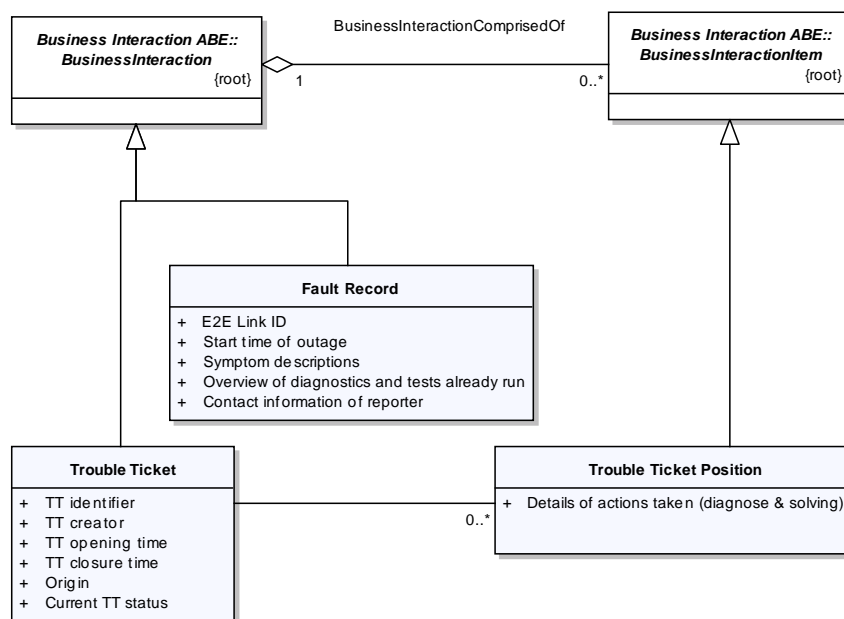 BusinessInteractionComprisedOf
Business Interaction ABE::
BusinessInteraction
{root}
Business Interaction ABE::
BusinessInteractionItem
{root}
1
0..*
Fault Record
+ E2E Link ID
+ Start time of outage
+ Symptom descriptions
+ Overview of diagnostics and tests already run
+ Contact information of reporter
Trouble Ticket
+ TT identifier
+ TT creator
+ TT opening time
+ TT closure time
+ Origin
+ Current TT status
0..*
Trouble Ticket Position
+ Details of actions taken (diagnose & solving)